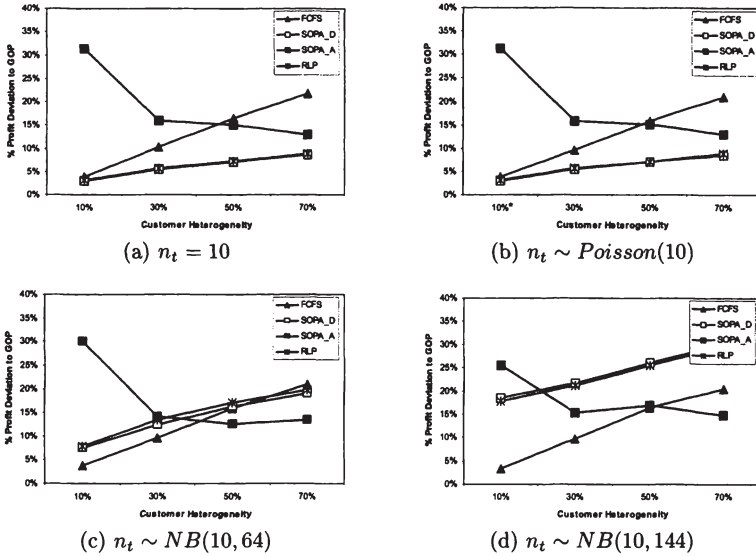 40%
35%
30%
25%
20%
15%
10%
5%
0%
% Profit Deviation to GOP
10%
30%
50%
70%
Customer Heterogeneity
FCFS
SOPA_D
SOPA_A
RLP
(a) n_t = 10
40%
35%
30%
25%
20%
15%
10%
5%
0%
% Profit Deviation to GOP
10%*
30%
50%
70%
Customer Heterogeneity
FCFS
SOPA_D
SOPA_A
RLP
(b) n_t ∼ Poisson(10)
40%
35%
30%
25%
20%
15%
10%
5%
0%
% Profit Deviation to GOP
10%
30%
50%
70%
Customer Heterogeneity
FCFS
SOPA_D
SOPA_A
RLP
(c) n_t ∼ NB(10, 64)
40%
35%
30%
25%
20%
15%
10%
5%
0%
% Profit Deviation to GOP
10%
30%
50%
70%
Customer Heterogeneity
FCFS
SOPA_D
SOPA_A
RLP
(d) n_t ∼ NB(10, 144)